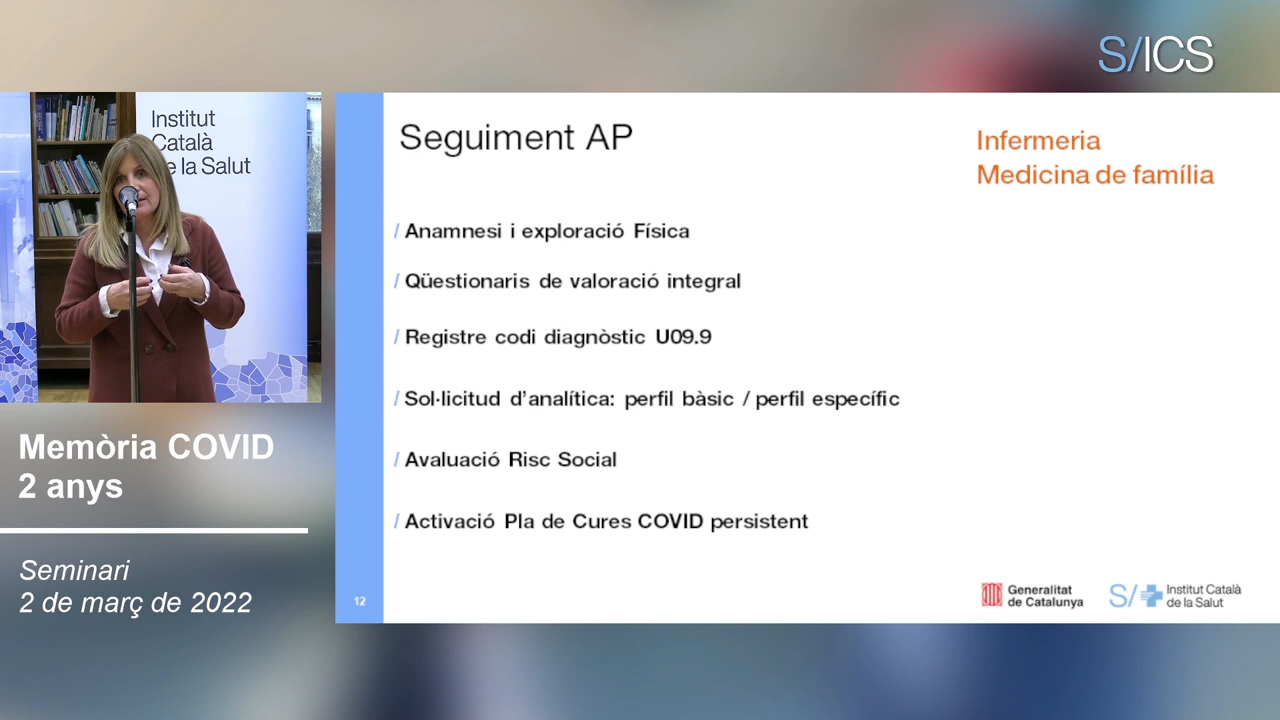 S/ICS
Institut
Català
de la Salut
Seguiment AP
Infermeria
Medicina de família
/ Anamnesi i exploració Física
/ Qüestionaris de valoració integral
/ Registre codi diagnòstic U09.9
/ Sol·licitud d’analítica: perfil bàsic / perfil específic
/ Avaluació Risc Social
/ Activació Pla de Cures COVID persistent
12
Generalitat
de Catalunya
S/
Institut Català
de la Salut
Memòria COVID
2 anys
Seminari
2 de març de 2022